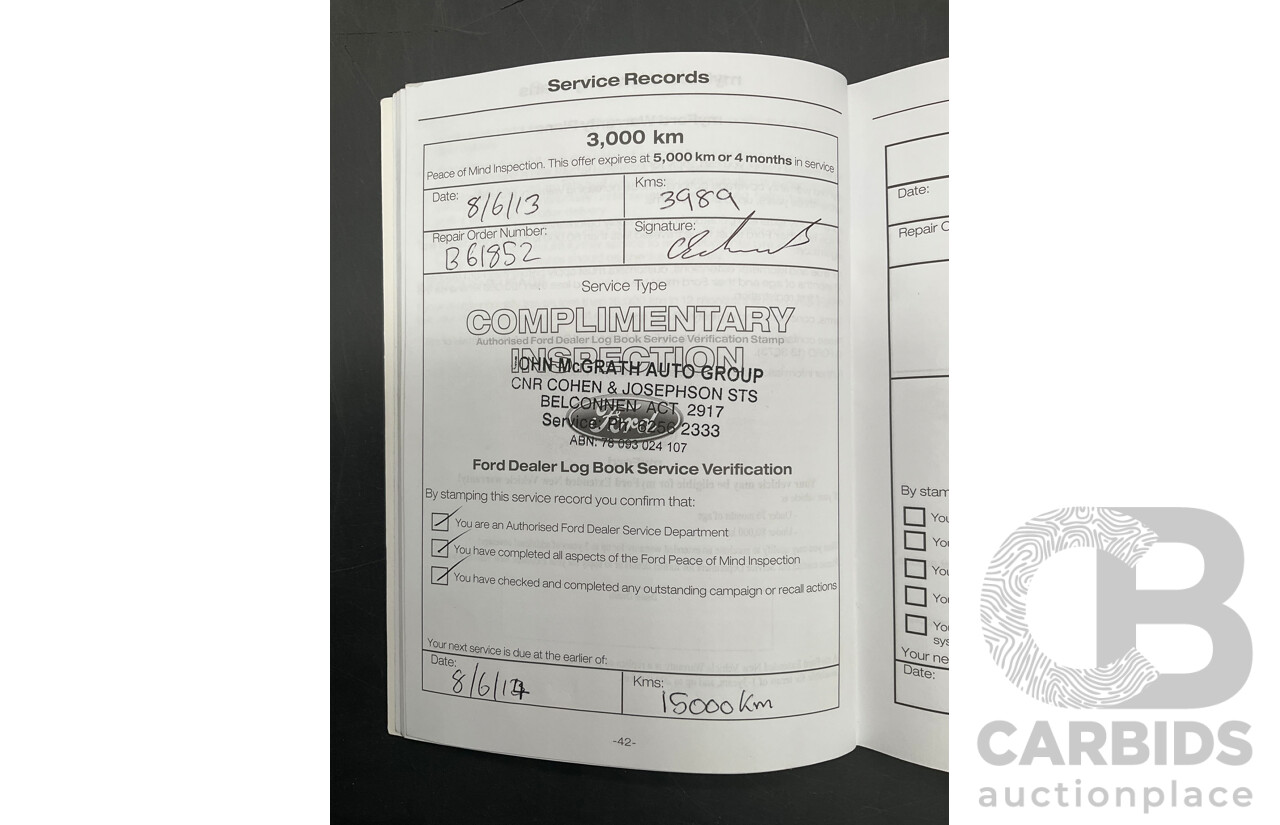 Service Records
3,000 km
Peace of Mind Inspection. This offer expires at 5,000 km or 4 months in service
Date: 8/6/13
Kms: 3989
Repair Order Number: B61852
Signature:
Service Type
COMPLIMENTARY
Authorised Ford Dealer Log Book Service Verification Stamp
INSPECTION
JOHN McGRATH AUTO GROUP
CNR COHEN & JOSEPHSON STS
BELCONNEN ACT 2917
Ford
Service: Ph. 6256 2333
ABN: 78 093 024 107
Ford Dealer Log Book Service Verification
By stamping this service record you confirm that:
You are an Authorised Ford Dealer Service Department
You have completed all aspects of the Ford Peace of Mind Inspection
You have checked and completed any outstanding campaign or recall actions
Your next service is due at the earlier of:
Date: 8/6/14
Kms: 15000km
-42-
Date:
Repair O
By stam
You
You
You
You
You
sys
Your ne
Date:
CB
CARBIDS
auctionplace